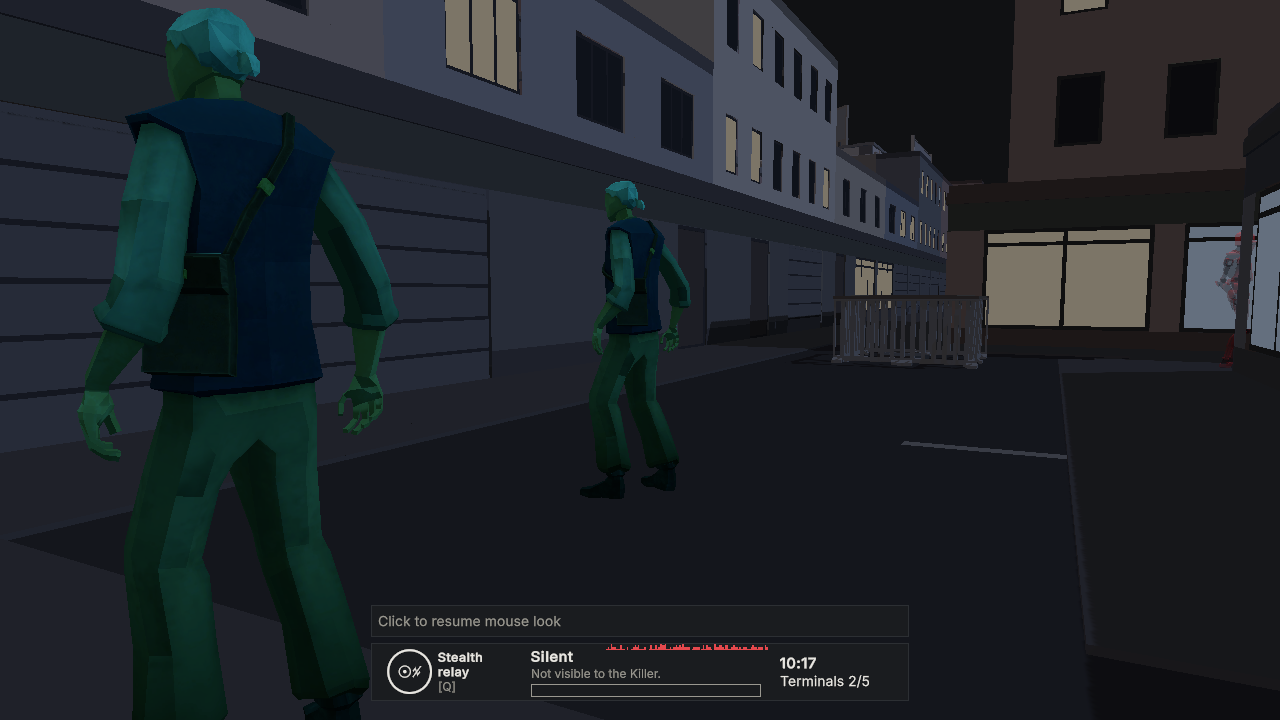 Click to resume mouse look
Stealth
relay
[Q]
Silent
Not visible to the Killer.
10:17
Terminals 2/5